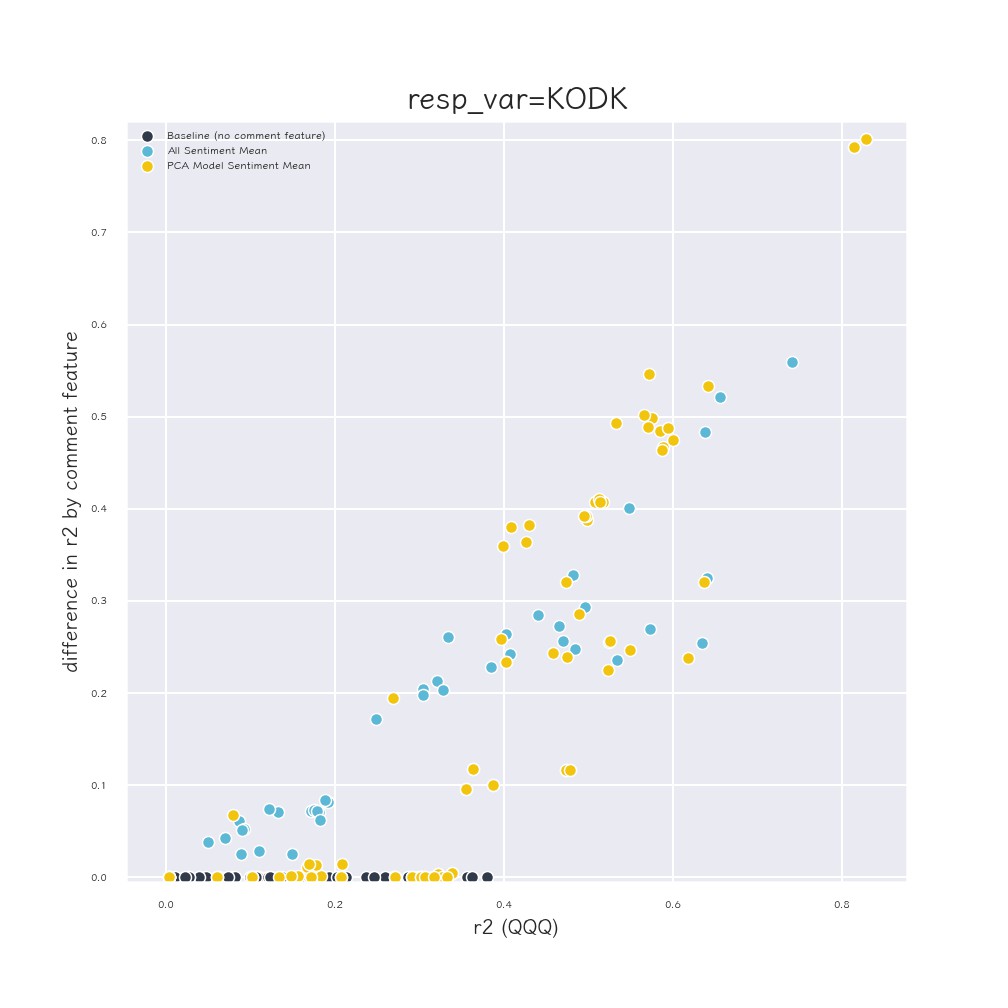 resp_var=KODK
Baseline (no comment feature)
All Sentiment Mean
PCA Model Sentiment Mean
difference in r2 by comment feature
0.8
0.7
0.6
0.5
0.4
0.3
0.2
0.1
0.0
0.0 0.2 0.4 0.6 0.8
r2 (QQQ)